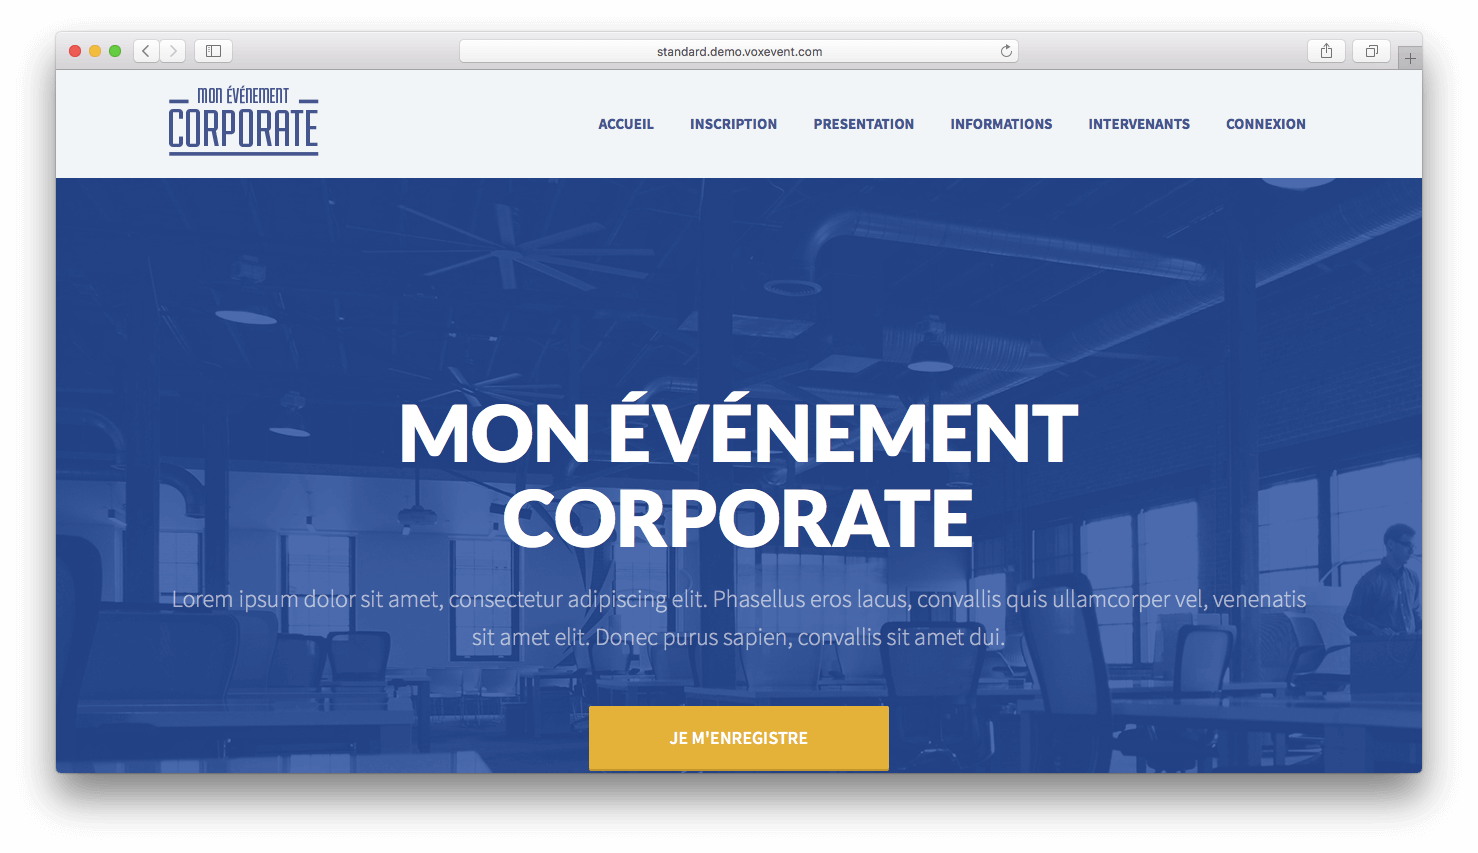 standard.demo.voxevent.com
MON ÉVÉNEMENT
CORPORATE
ACCUEIL INSCRIPTION PRESENTATION INFORMATIONS INTERVENANTS CONNEXION
MON ÉVÉNEMENT
CORPORATE
Lorem ipsum dolor sit amet, consectetur adipiscing elit. Phasellus eros lacus, convallis quis ullamcorper vel, venenatis
sit amet elit. Donec purus sapien, convallis sit amet dui.
JE M'ENREGISTRE